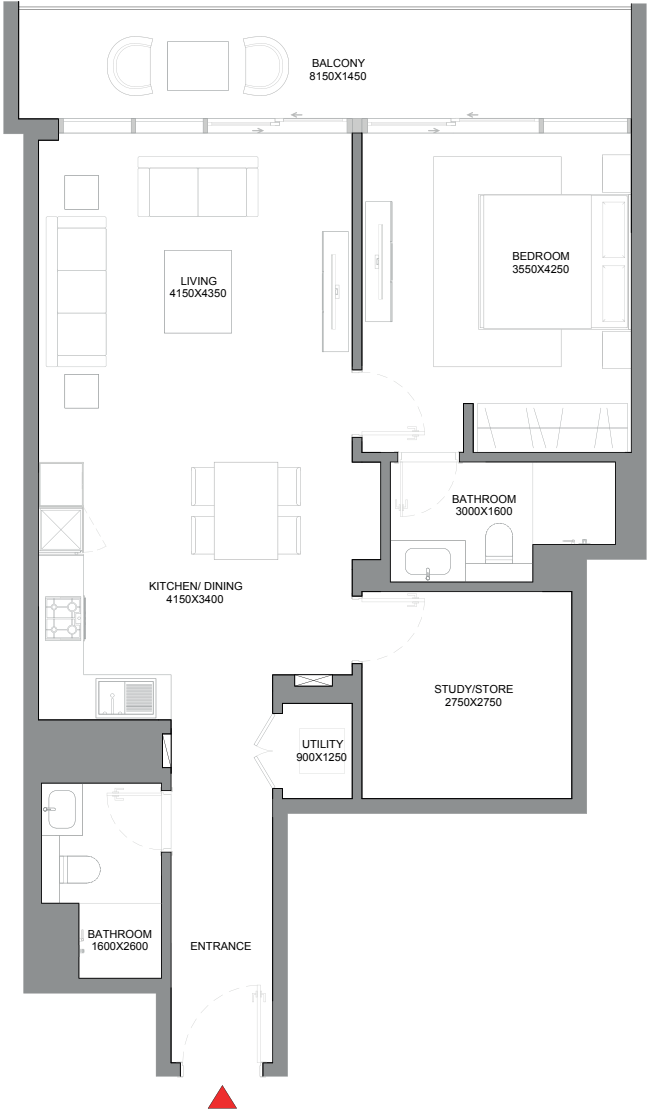 BALCONY
8150X1450
BEDROOM
3550X4250
LIVING
4150X4350
BATHROOM
3000X1600
KITCHEN/ DINING
4150X3400
STUDY/STORE
2750X2750
UTILITY
900X1250
BATHROOM
1600X2600
ENTRANCE